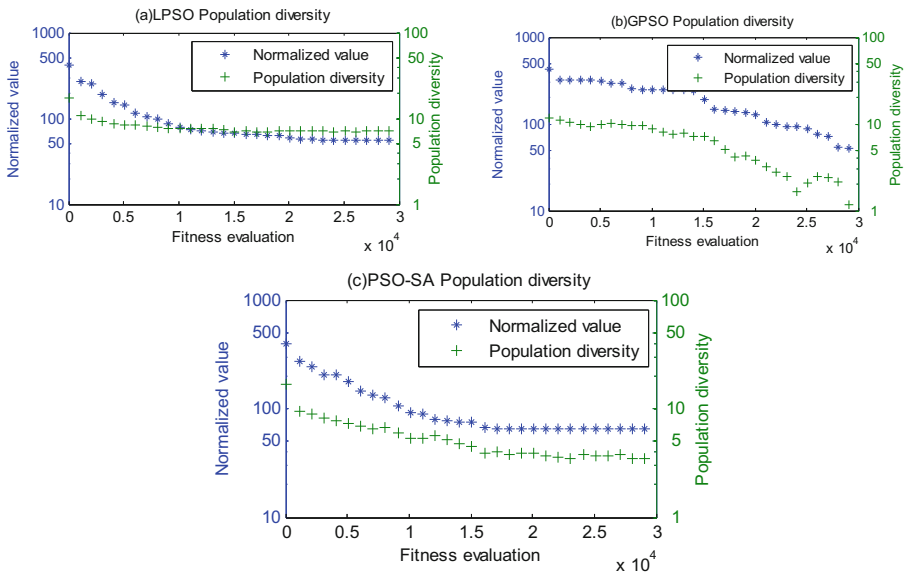 (a)LPSO Population diversity
1000
500
100
50
10
Normalized value
Normalized value
Population diversity
100
50
10
5
1
Population diversity
0 0.5 1 1.5 2 2.5 3
Fitness evaluation
x 10^4
(b)GPSO Population diversity
1000
500
100
50
10
Normalized value
Normalized value
Population diversity
100
50
10
5
1
Population diversity
0 0.5 1 1.5 2 2.5 3
Fitness evaluation
x 10^4
(c)PSO-SA Population diversity
1000
500
100
50
10
Normalized value
Normalized value
Population diversity
100
50
10
5
1
Population diversity
0 0.5 1 1.5 2 2.5 3
Fitness evaluation
x 10^4